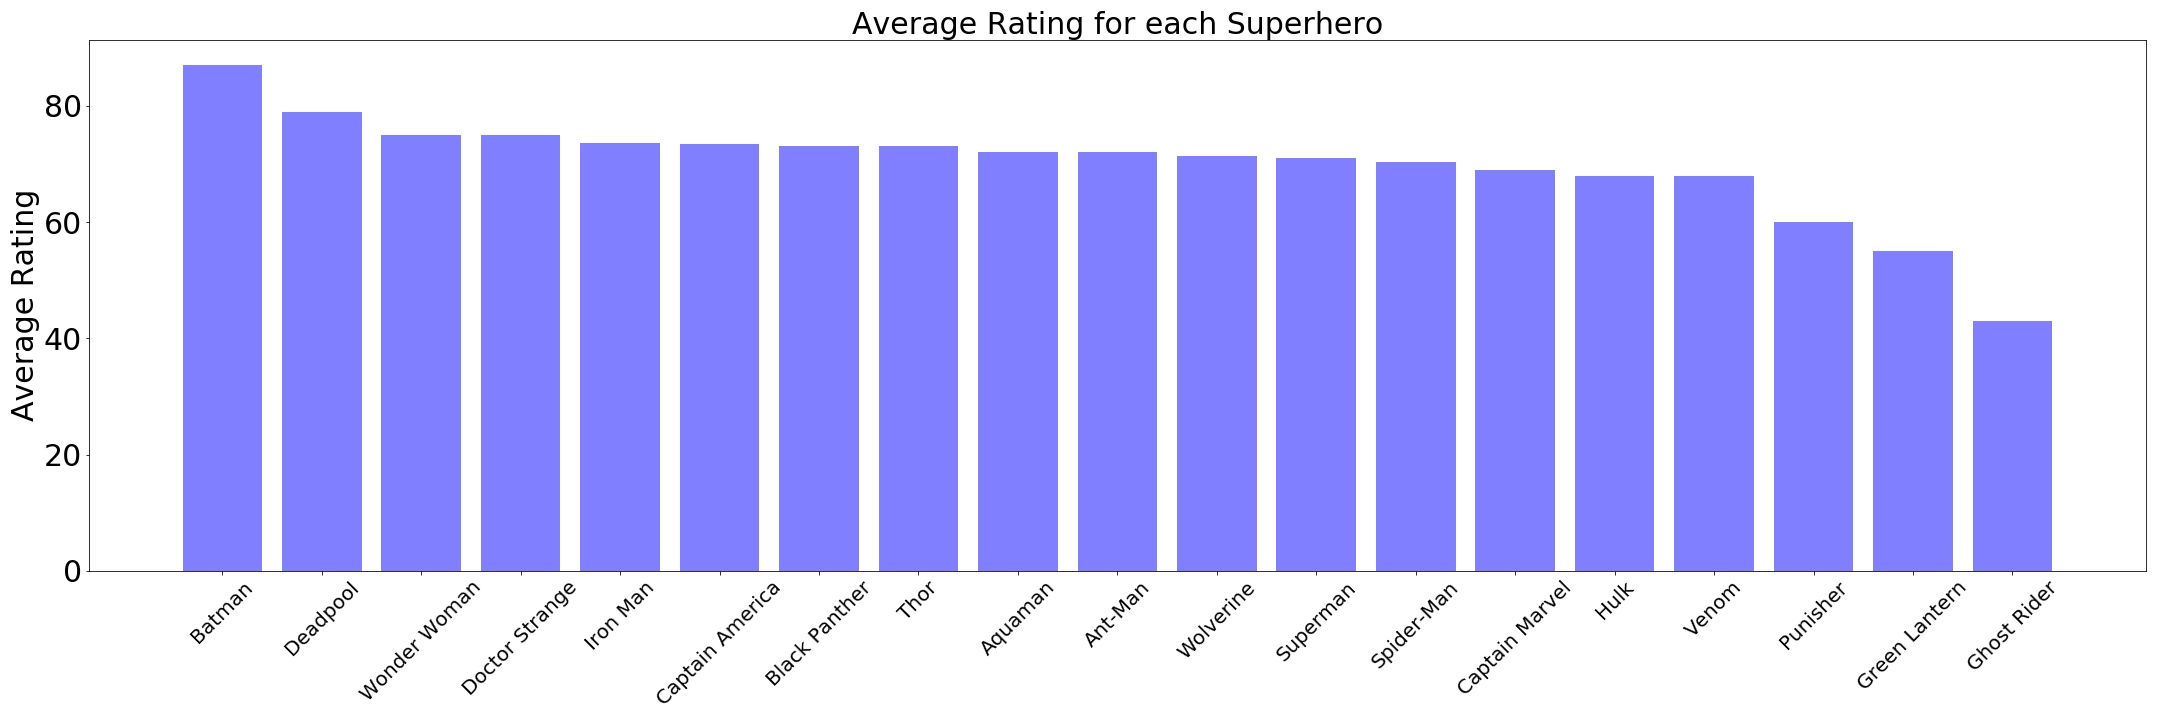 Average Rating for each Superhero
Average Rating
80
60
40
20
0
Batman
Deadpool
Wonder Woman
Doctor Strange
Iron Man
Captain America
Black Panther
Thor
Aquaman
Ant-Man
Wolverine
Superman
Spider-Man
Captain Marvel
Hulk
Venom
Punisher
Green Lantern
Ghost Rider